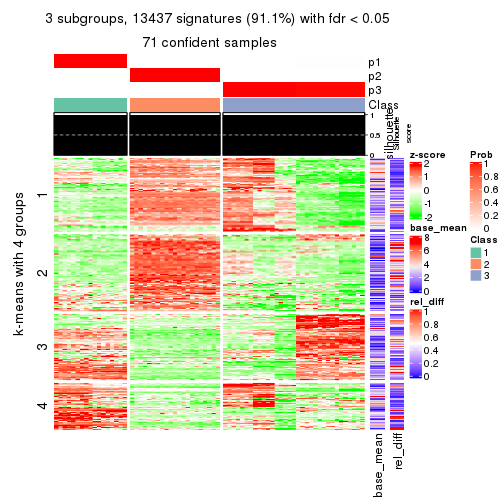 3 subgroups, 13437 signatures (91.1%) with fdr < 0.05
71 confident samples
p1
p2
p3
Class
1
0.5
0
silhouette
Silhouette
score
k-means with 4 groups
1
2
3
4
base_mean
rel_diff
z-score
2
1
0
-1
-2
base_mean
8
6
4
2
0
rel_diff
1
0.8
0.6
0.4
0.2
0
Prob
1
0.8
0.6
0.4
0.2
0
Class
1
2
3